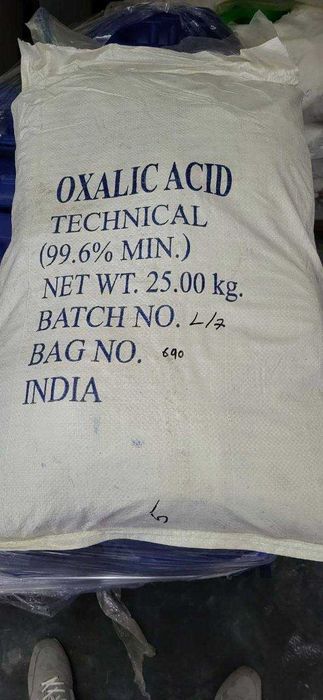 OXALIC ACID
TECHNICAL
(99.6% MIN.)
NET WT. 25.00 kg.
BATCH NO. L/7
BAG NO. 690
INDIA